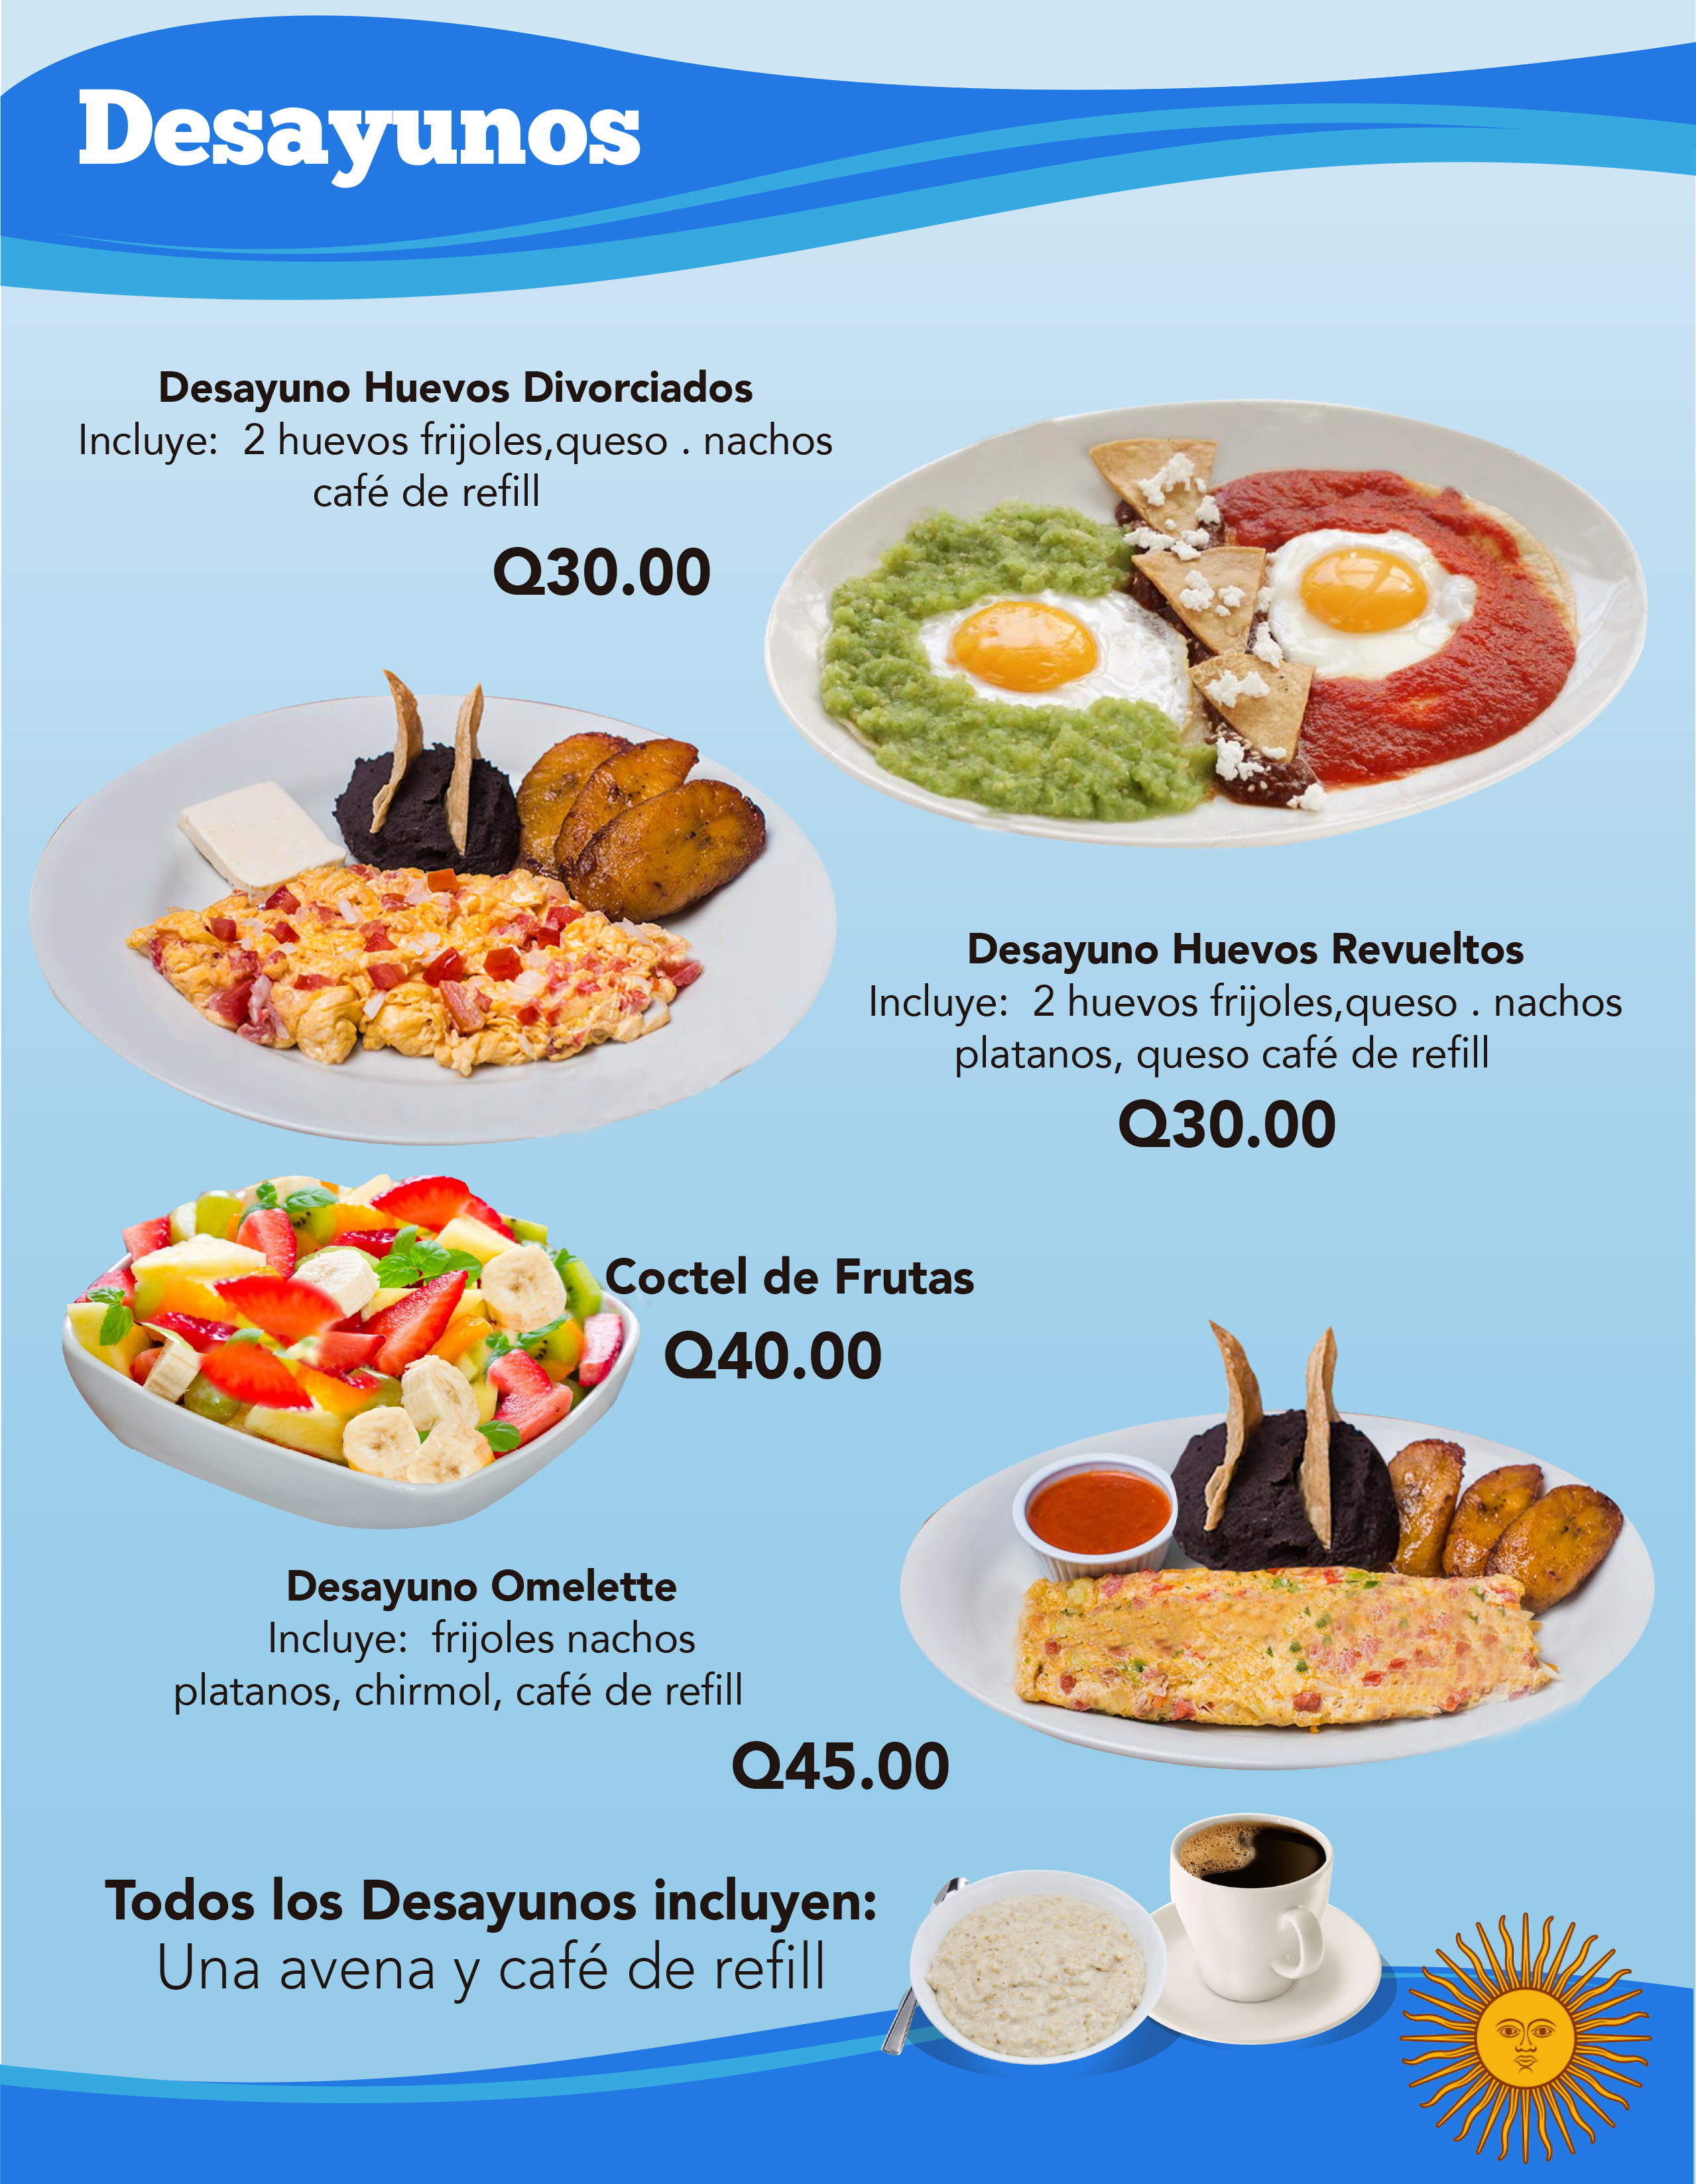 Desayunos
Desayuno Huevos Divorciados
Incluye:  2 huevos frijoles,queso . nachos
café de refill
Q30.00
Desayuno Huevos Revueltos
Incluye:  2 huevos frijoles,queso . nachos
platanos, queso café de refill
Q30.00
Coctel de Frutas
Q40.00
Desayuno Omelette
Incluye:  frijoles nachos
platanos, chirmol, café de refill
Q45.00
Todos los Desayunos incluyen:
Una avena y café de refill